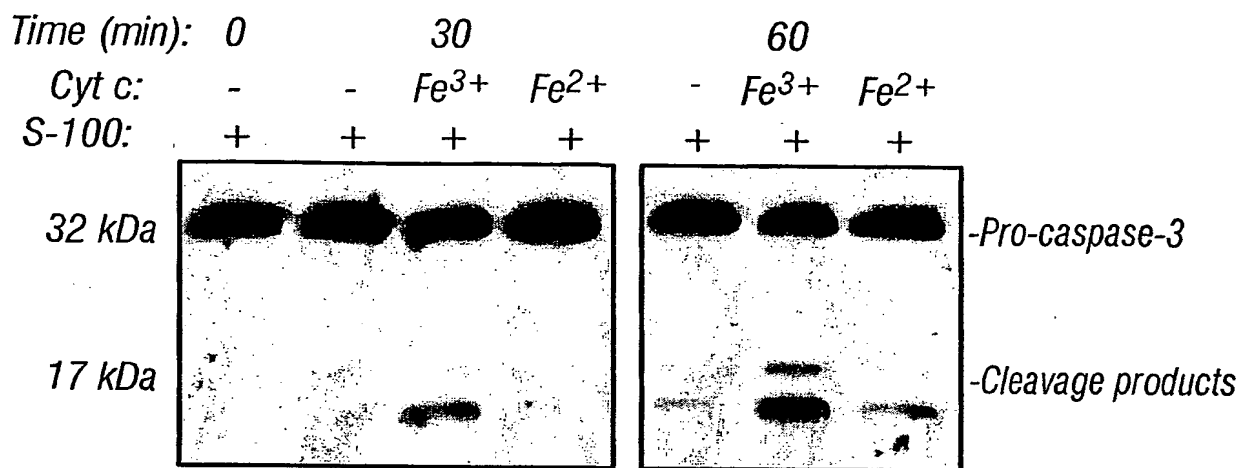 Time (min): 0 30 60
Cyt c: - - Fe3+ Fe2+ - Fe3+ Fe2+
S-100: + + + + + + +
32 kDa -Pro-caspase-3
17 kDa -Cleavage products